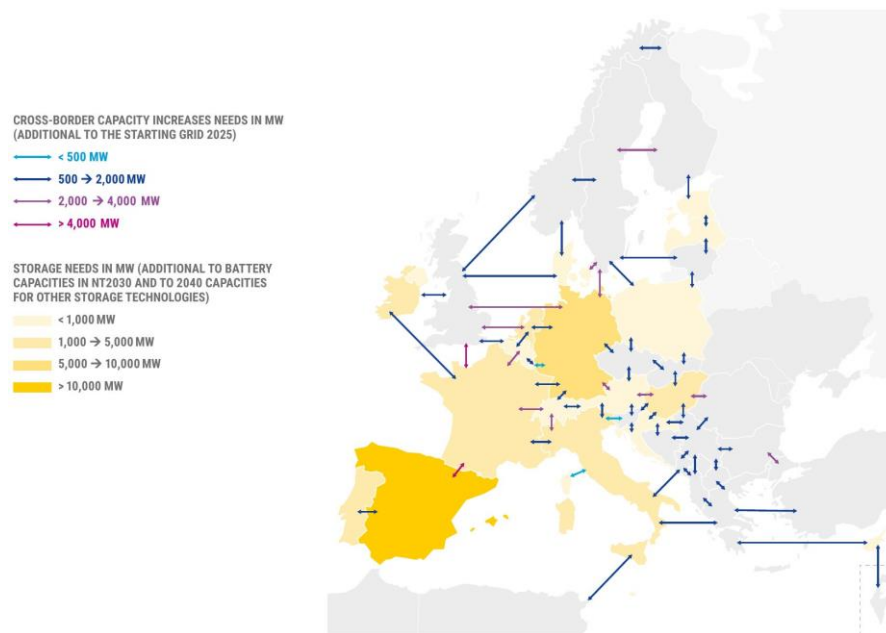 CROSS-BORDER CAPACITY INCREASES NEEDS IN MW
(ADDITIONAL TO THE STARTING GRID 2025)
< 500 MW
500 → 2,000 MW
2,000 → 4,000 MW
> 4,000 MW
STORAGE NEEDS IN MW (ADDITIONAL TO BATTERY
CAPACITIES IN NT2030 AND TO 2040 CAPACITIES
FOR OTHER STORAGE TECHNOLOGIES)
< 1,000 MW
1,000 → 5,000 MW
5,000 → 10,000 MW
> 10,000 MW